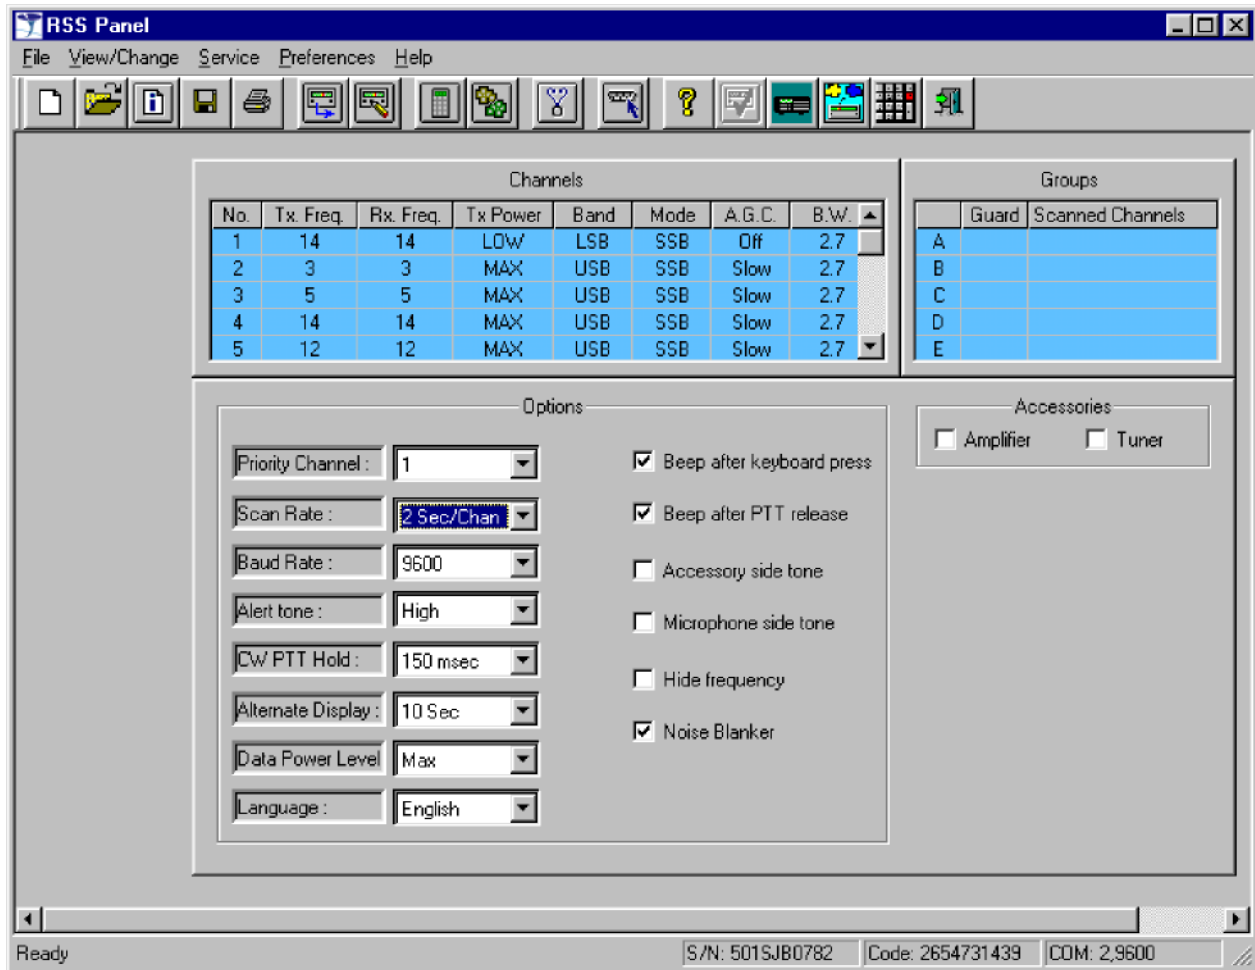 RSS Panel
File View/Change Service Preferences Help
Channels
No. Tx. Freq. Rx. Freq. Tx Power Band Mode A.G.C. B.W.
1 14 14 LOW LSB SSB Off 2.7
2 3 3 MAX USB SSB Slow 2.7
3 5 5 MAX USB SSB Slow 2.7
4 14 14 MAX USB SSB Slow 2.7
5 12 12 MAX USB SSB Slow 2.7
Groups
Guard Scanned Channels
A
B
C
D
E
Options
Priority Channel : 1
Scan Rate : 2 Sec/Chan
Baud Rate : 9600
Alert tone : High
CW PTT Hold : 150 msec
Alternate Display : 10 Sec
Data Power Level Max
Language : English
Beep after keyboard press
Beep after PTT release
Accessory side tone
Microphone side tone
Hide frequency
Noise Blanker
Accessories
Amplifier Tuner
Ready S/N: 501SJB0782 Code: 2654731439 COM: 2,9600